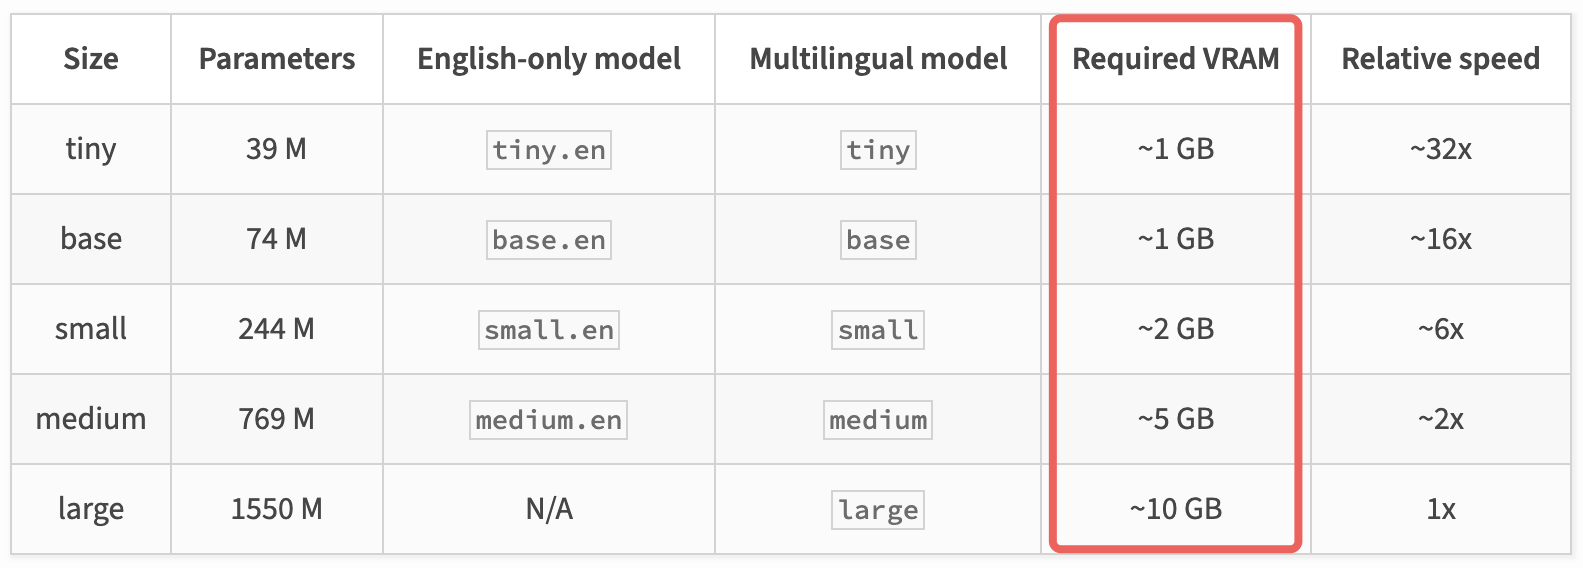 Size Parameters English-only model Multilingual model Required VRAM Relative speed
tiny 39 M tiny.en tiny ~1 GB ~32x
base 74 M base.en base ~1 GB ~16x
small 244 M small.en small ~2 GB ~6x
medium 769 M medium.en medium ~5 GB ~2x
large 1550 M N/A large ~10 GB 1x